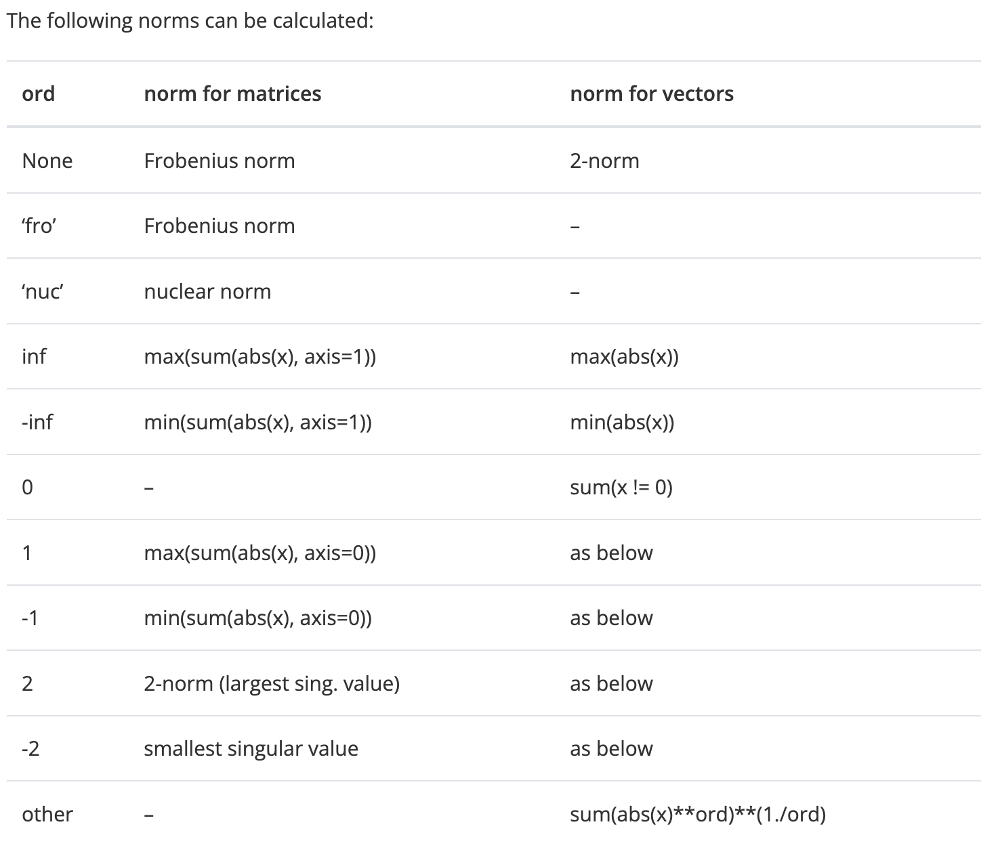 The following norms can be calculated:
ord norm for matrices norm for vectors
None Frobenius norm 2-norm
‘fro’ Frobenius norm –
‘nuc’ nuclear norm –
inf max(sum(abs(x), axis=1)) max(abs(x))
-inf min(sum(abs(x), axis=1)) min(abs(x))
0 – sum(x != 0)
1 max(sum(abs(x), axis=0)) as below
-1 min(sum(abs(x), axis=0)) as below
2 2-norm (largest sing. value) as below
-2 smallest singular value as below
other – sum(abs(x)**ord)**(1./ord)